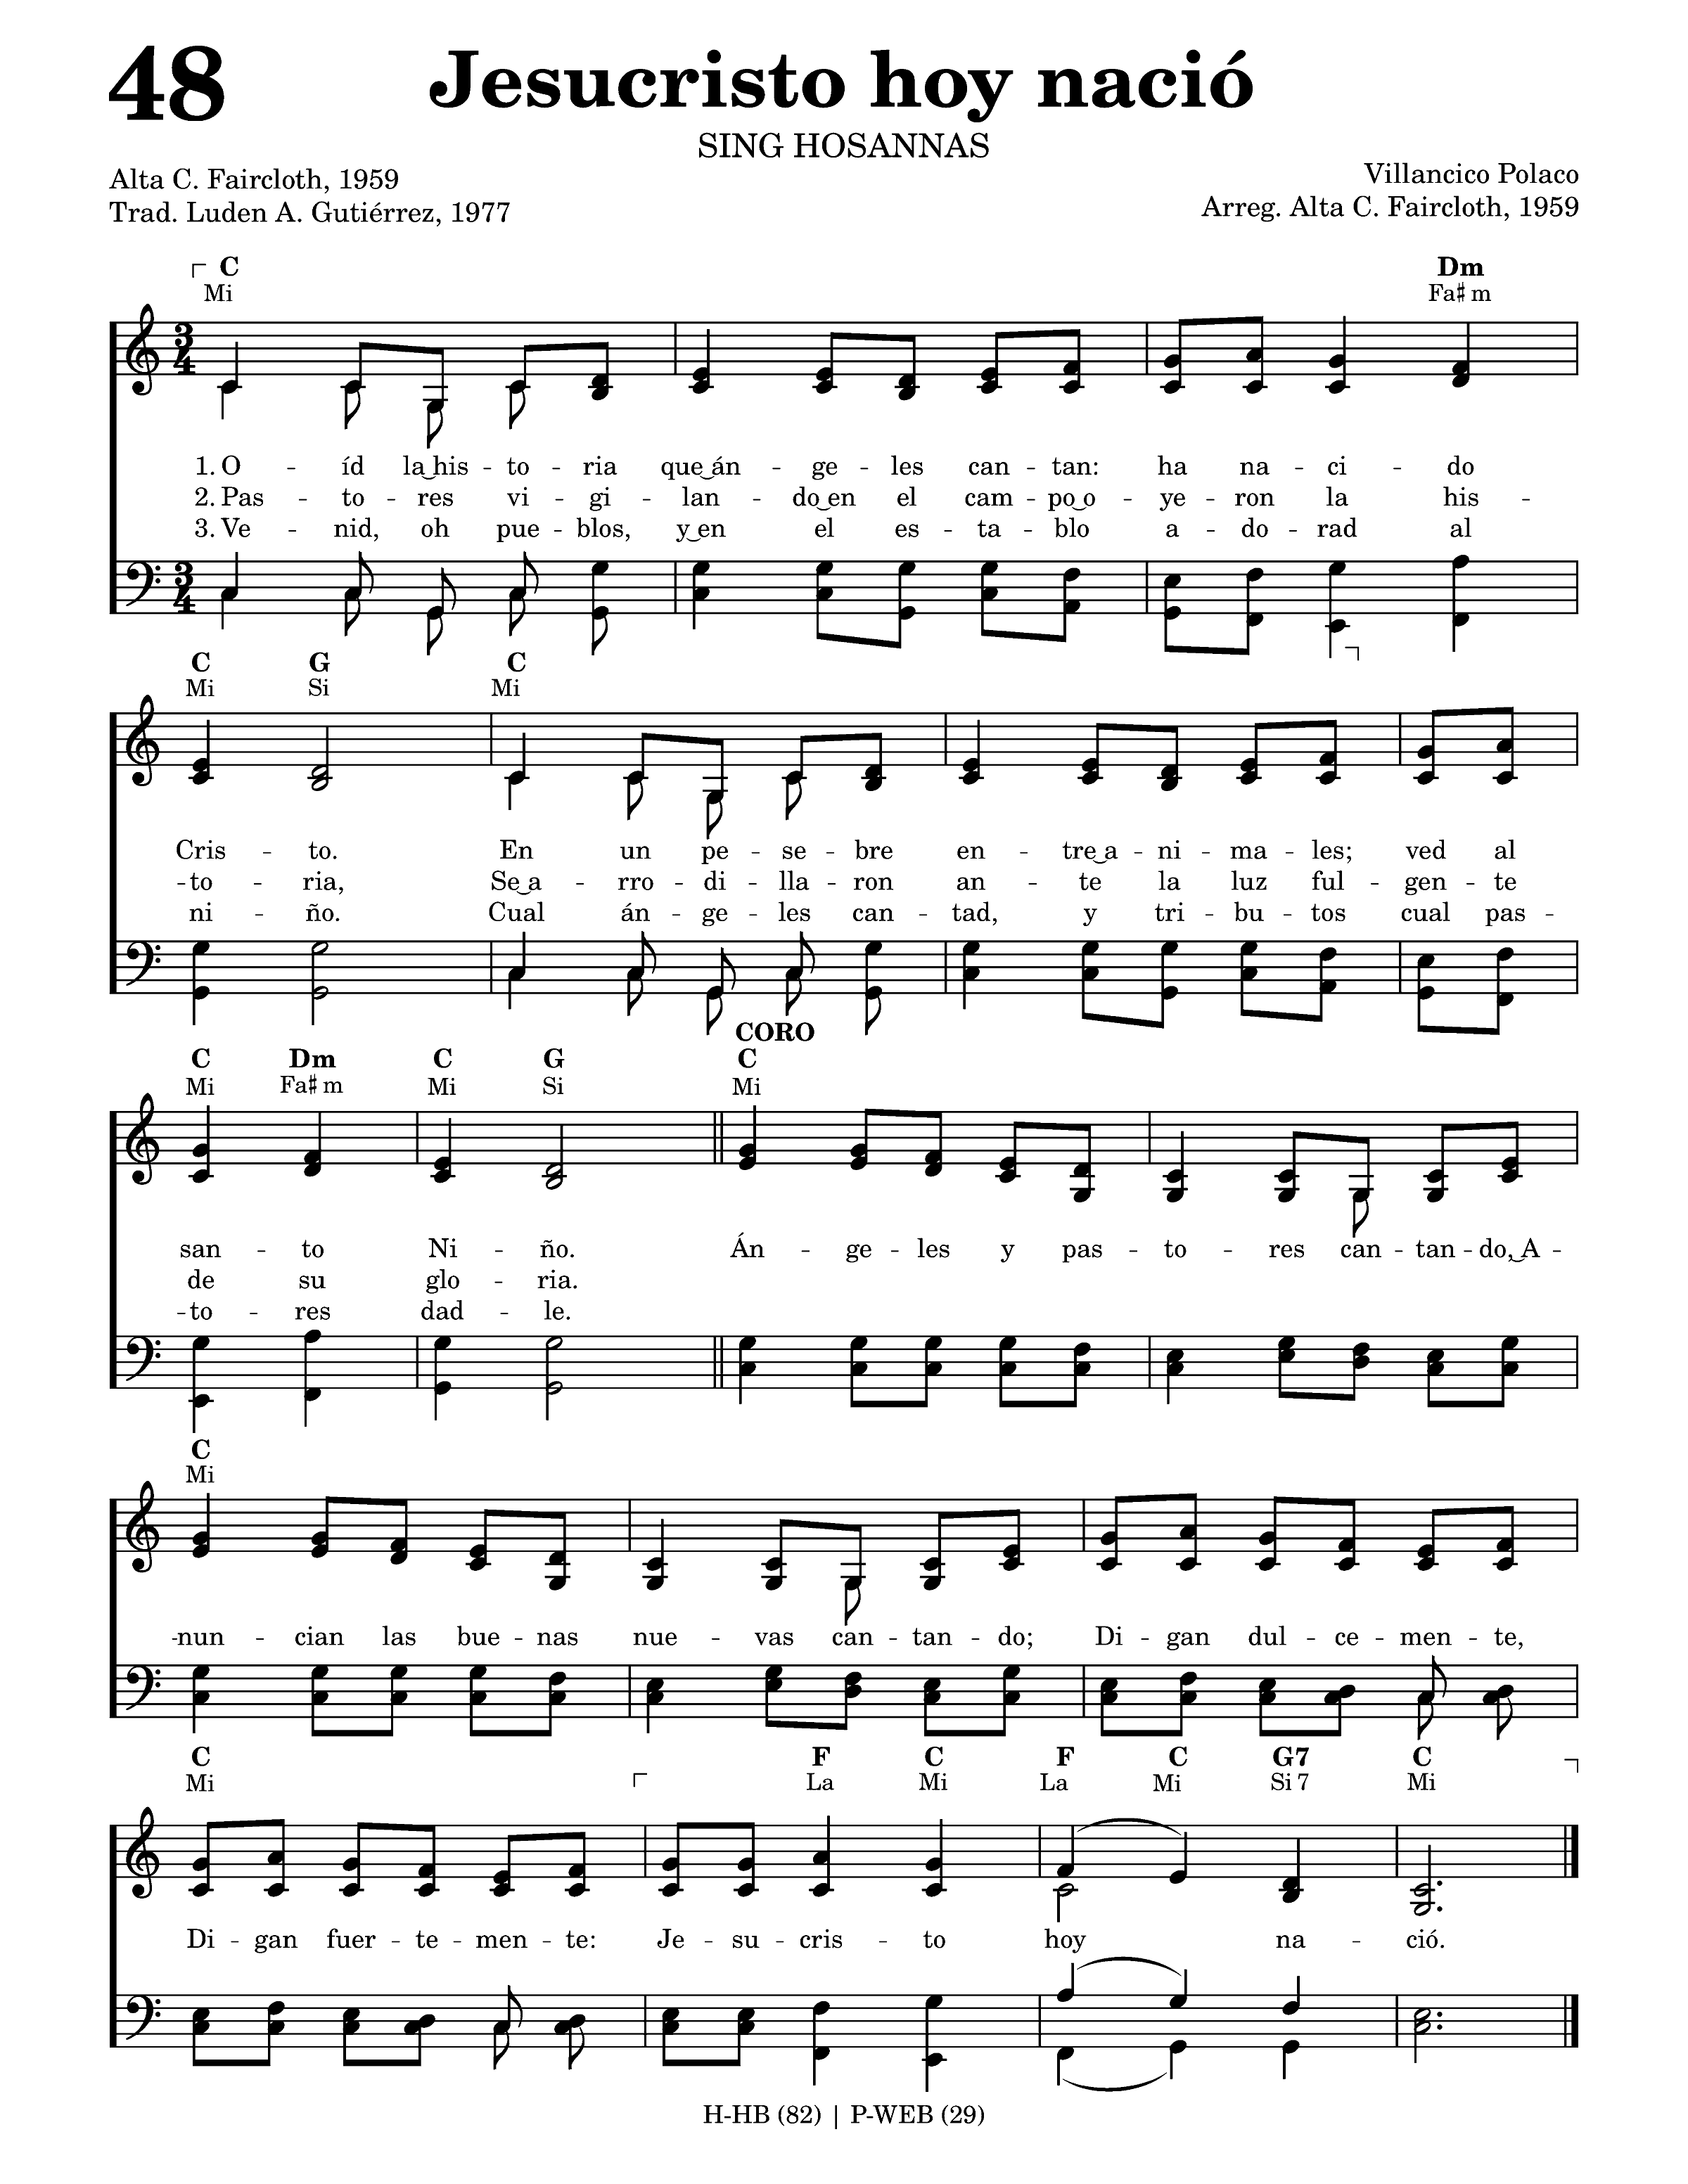 48
Jesucristo hoy nació
SING HOSANNAS
Alta C. Faircloth, 1959
Trad. Luden A. Gutiérrez, 1977
Villancico Polaco
Arreg. Alta C. Faircloth, 1959
C Dm
Mi Fa♯m
3/4
1. O - íd la his - to - ria que án - ge - les can - tan: ha na - ci - do
2. Pas - to - res vi - gi - lan - do en el cam - po o - ye - ron la his -
3. Ve - nid, oh pue - blos, y en el es - ta - blo a - do - rad al
3/4
C G C
Mi Si Mi
Cris - to. En un pe - se - bre en - tre a - ni - ma - les; ved al
- to - ria, Se a - rro - di - lla - ron an - te la luz ful - gen - te
ni - ño. Cual án - ge - les can - tad, y tri - bu - tos cual pas -
CORO
C Dm C G C
Mi Fa♯m Mi Si Mi
san - to Ni - ño. Án - ge - les y pas - to - res can - tan - do, A -
de su glo - ria.
- to - res dad - le.
C
Mi
- nun - cian las bue - nas nue - vas can - tan - do; Di - gan dul - ce - men - te,
C F C F C G7 C
Mi La Mi La Mi Si 7 Mi
Di - gan fuer - te - men - te: Je - su - cris - to hoy na - ció.
H-HB (82) | P-WEB (29)